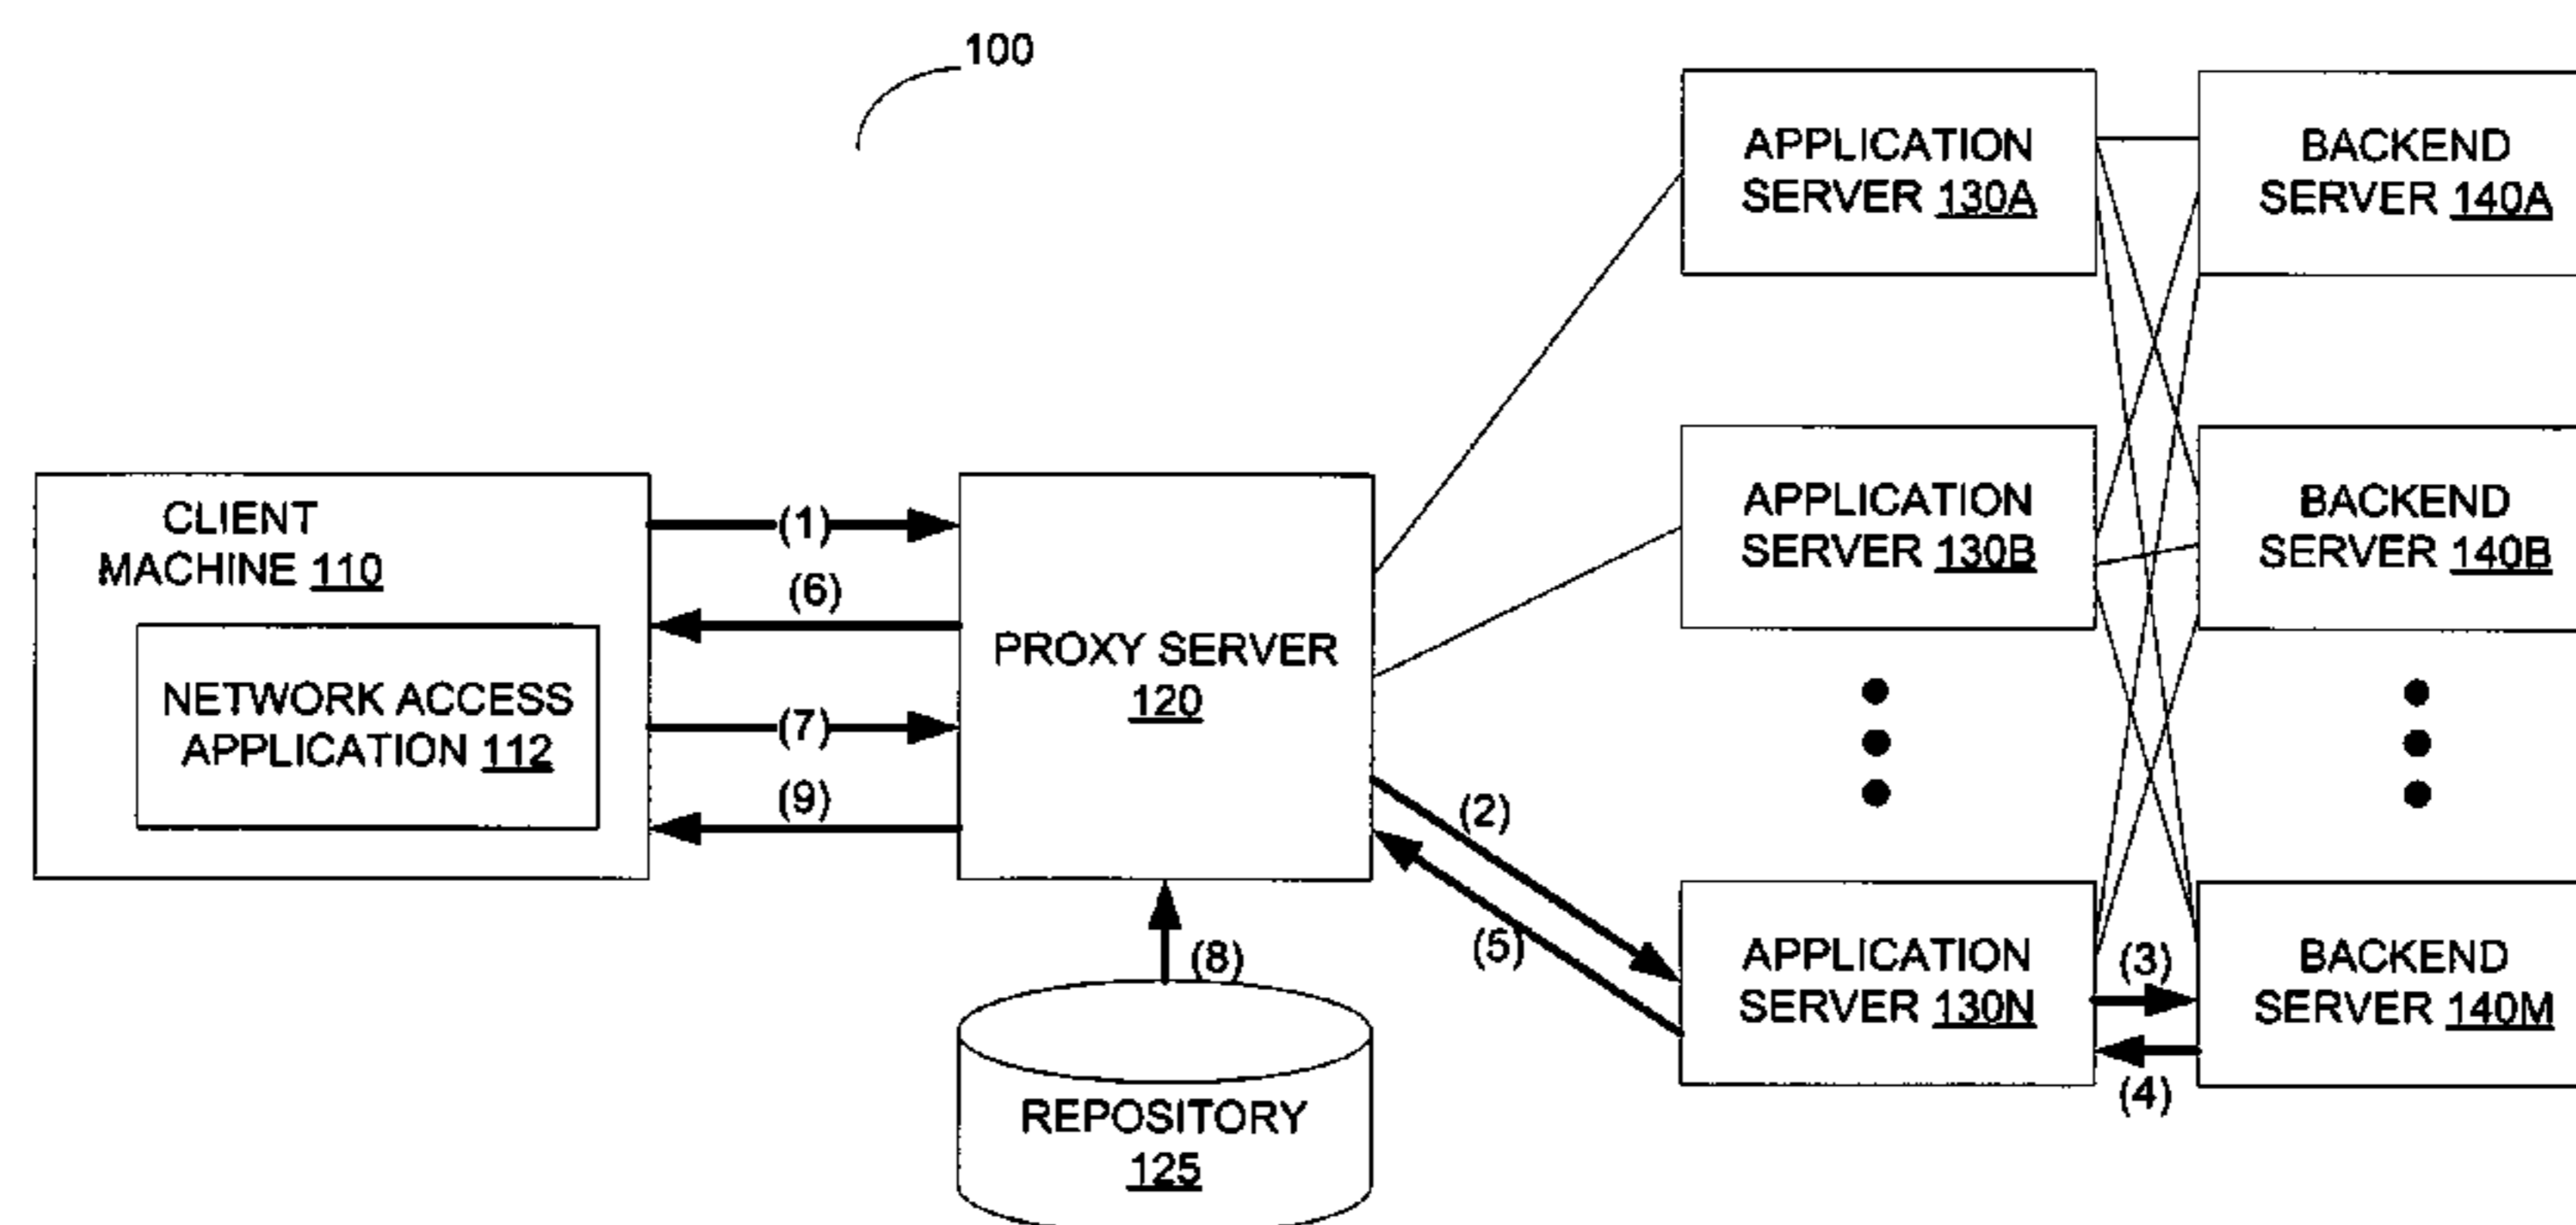 100
APPLICATION
SERVER 130A
BACKEND
SERVER 140A
CLIENT
MACHINE 110
NETWORK ACCESS
APPLICATION 112
(1)
(6)
(7)
(9)
PROXY SERVER
120
APPLICATION
SERVER 130B
BACKEND
SERVER 140B
(2)
(5)
(8)
REPOSITORY
125
APPLICATION
SERVER 130N
(3)
(4)
BACKEND
SERVER 140M